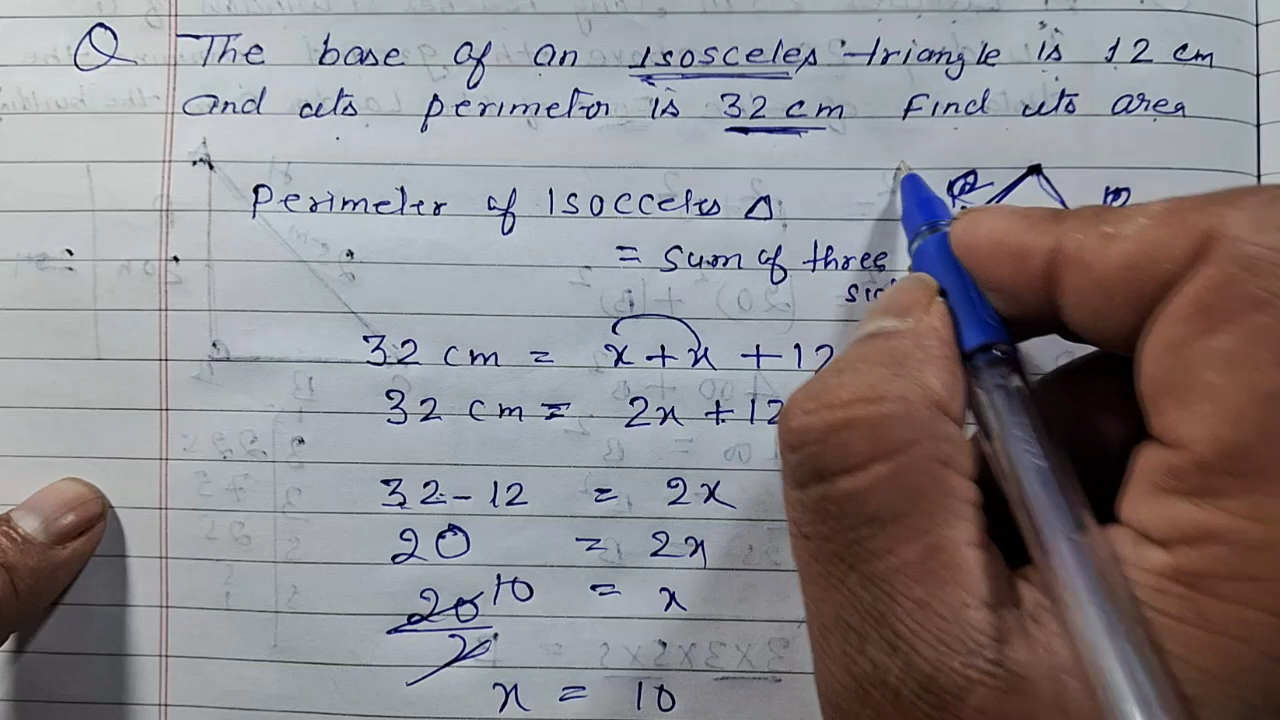 Q The base of an Isosceles triangle is 12 cm
and its perimeter is 32 cm Find its area
Perimeter of Isocceles Δ
= Sum of three
32 cm = x + x + 12
32 cm = 2x + 12
32 - 12 = 2x
20 = 2x
20/2 10 = x
x = 10